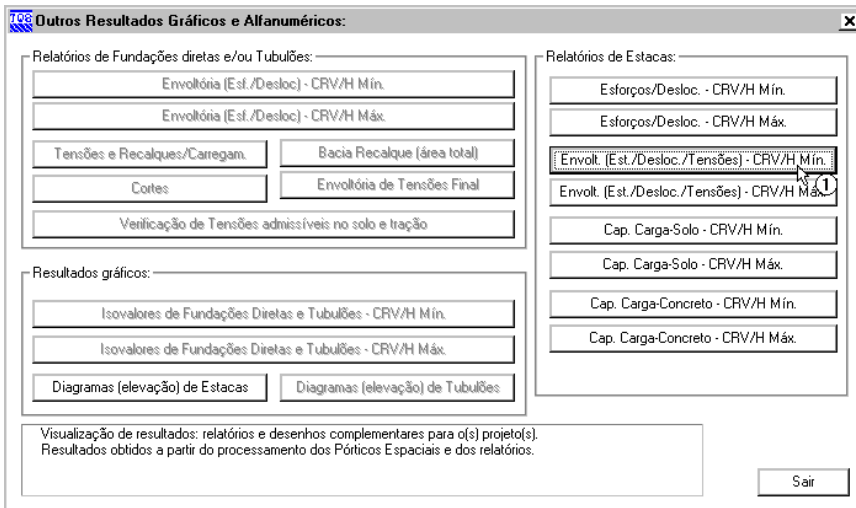 TQS Outros Resultados Gráficos e Alfanuméricos:
Relatórios de Fundações diretas e/ou Tubulões:
Envoltória (Esf./Desloc) - CRV/H Mín.
Envoltória (Esf./Desloc) - CRV/H Máx.
Tensões e Recalques/Carregam.
Bacia Recalque (área total)
Cortes
Envoltória de Tensões Final
Verificação de Tensões admissíveis no solo e tração
Resultados gráficos:
Isovalores de Fundações Diretas e Tubulões - CRV/H Mín.
Isovalores de Fundações Diretas e Tubulões - CRV/H Máx.
Diagramas (elevação) de Estacas
Diagramas (elevação) de Tubulões
Relatórios de Estacas:
Esforços/Desloc. - CRV/H Mín.
Esforços/Desloc. - CRV/H Máx.
Envolt. (Est./Desloc./Tensões) - CRV/H Mín.
1
Envolt. (Est./Desloc./Tensões) - CRV/H Máx.
Cap. Carga-Solo - CRV/H Mín.
Cap. Carga-Solo - CRV/H Máx.
Cap. Carga-Concreto - CRV/H Mín.
Cap. Carga-Concreto - CRV/H Máx.
Visualização de resultados: relatórios e desenhos complementares para o(s) projeto(s).
Resultados obtidos a partir do processamento dos Pórticos Espaciais e dos relatórios.
Sair